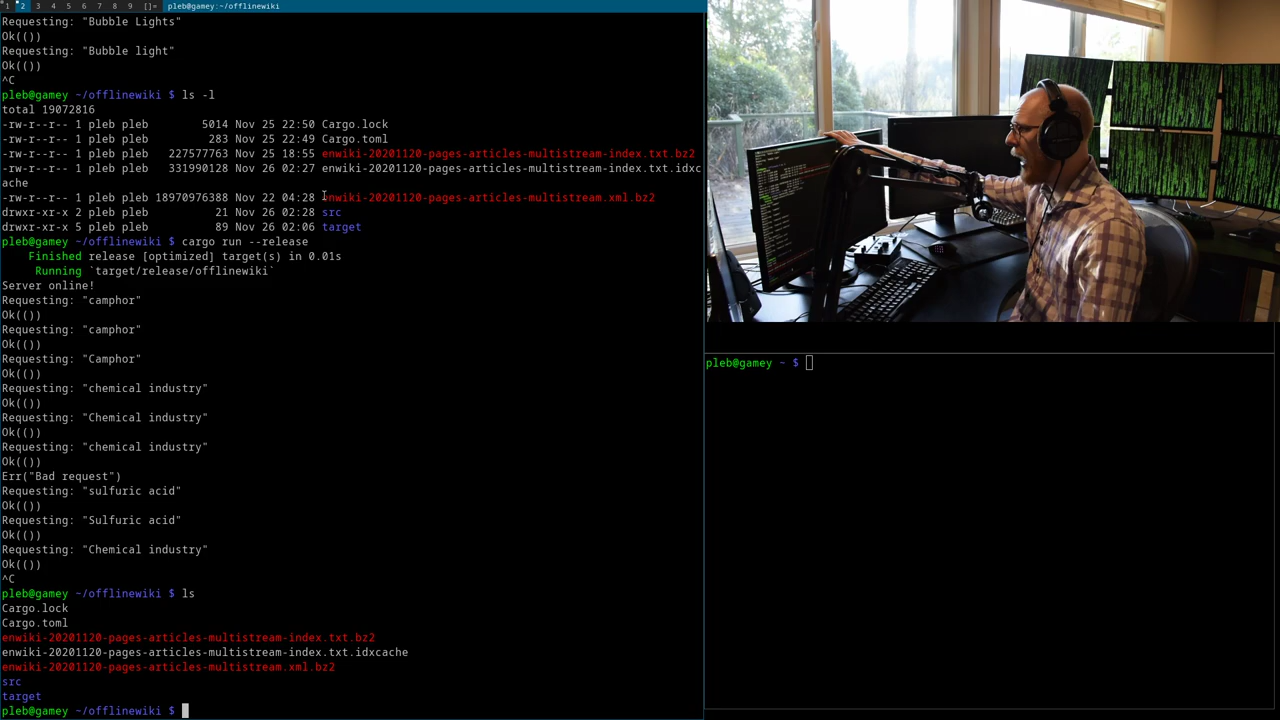 1 2 3 4 5 6 7 8 9 []= pleb@gamey:~/offlinewiki
Requesting: "Bubble Lights"
Ok(())
Requesting: "Bubble light"
Ok(())
^C
pleb@gamey ~/offlinewiki $ ls -l
total 19072816
-rw-r--r-- 1 pleb pleb        5014 Nov 25 22:50 Cargo.lock
-rw-r--r-- 1 pleb pleb         283 Nov 25 22:49 Cargo.toml
-rw-r--r-- 1 pleb pleb   227577763 Nov 25 18:55 enwiki-20201120-pages-articles-multistream-index.txt.bz2
-rw-r--r-- 1 pleb pleb   331990128 Nov 26 02:27 enwiki-20201120-pages-articles-multistream-index.txt.idxc
ache
-rw-r--r-- 1 pleb pleb 18970976388 Nov 22 04:28 enwiki-20201120-pages-articles-multistream.xml.bz2
drwxr-xr-x 2 pleb pleb          21 Nov 26 02:28 src
drwxr-xr-x 5 pleb pleb          89 Nov 26 02:06 target
pleb@gamey ~/offlinewiki $ cargo run --release
    Finished release [optimized] target(s) in 0.01s
     Running `target/release/offlinewiki`
Server online!
Requesting: "camphor"
Ok(())
Requesting: "camphor"
Ok(())
Requesting: "Camphor"
Ok(())
Requesting: "chemical industry"
Ok(())
Requesting: "Chemical industry"
Ok(())
Requesting: "chemical industry"
Ok(())
Err("Bad request")
Requesting: "sulfuric acid"
Ok(())
Requesting: "Sulfuric acid"
Ok(())
Requesting: "Chemical industry"
Ok(())
^C
pleb@gamey ~/offlinewiki $ ls
Cargo.lock
Cargo.toml
enwiki-20201120-pages-articles-multistream-index.txt.bz2
enwiki-20201120-pages-articles-multistream-index.txt.idxcache
enwiki-20201120-pages-articles-multistream.xml.bz2
src
target
pleb@gamey ~/offlinewiki $
pleb@gamey ~ $